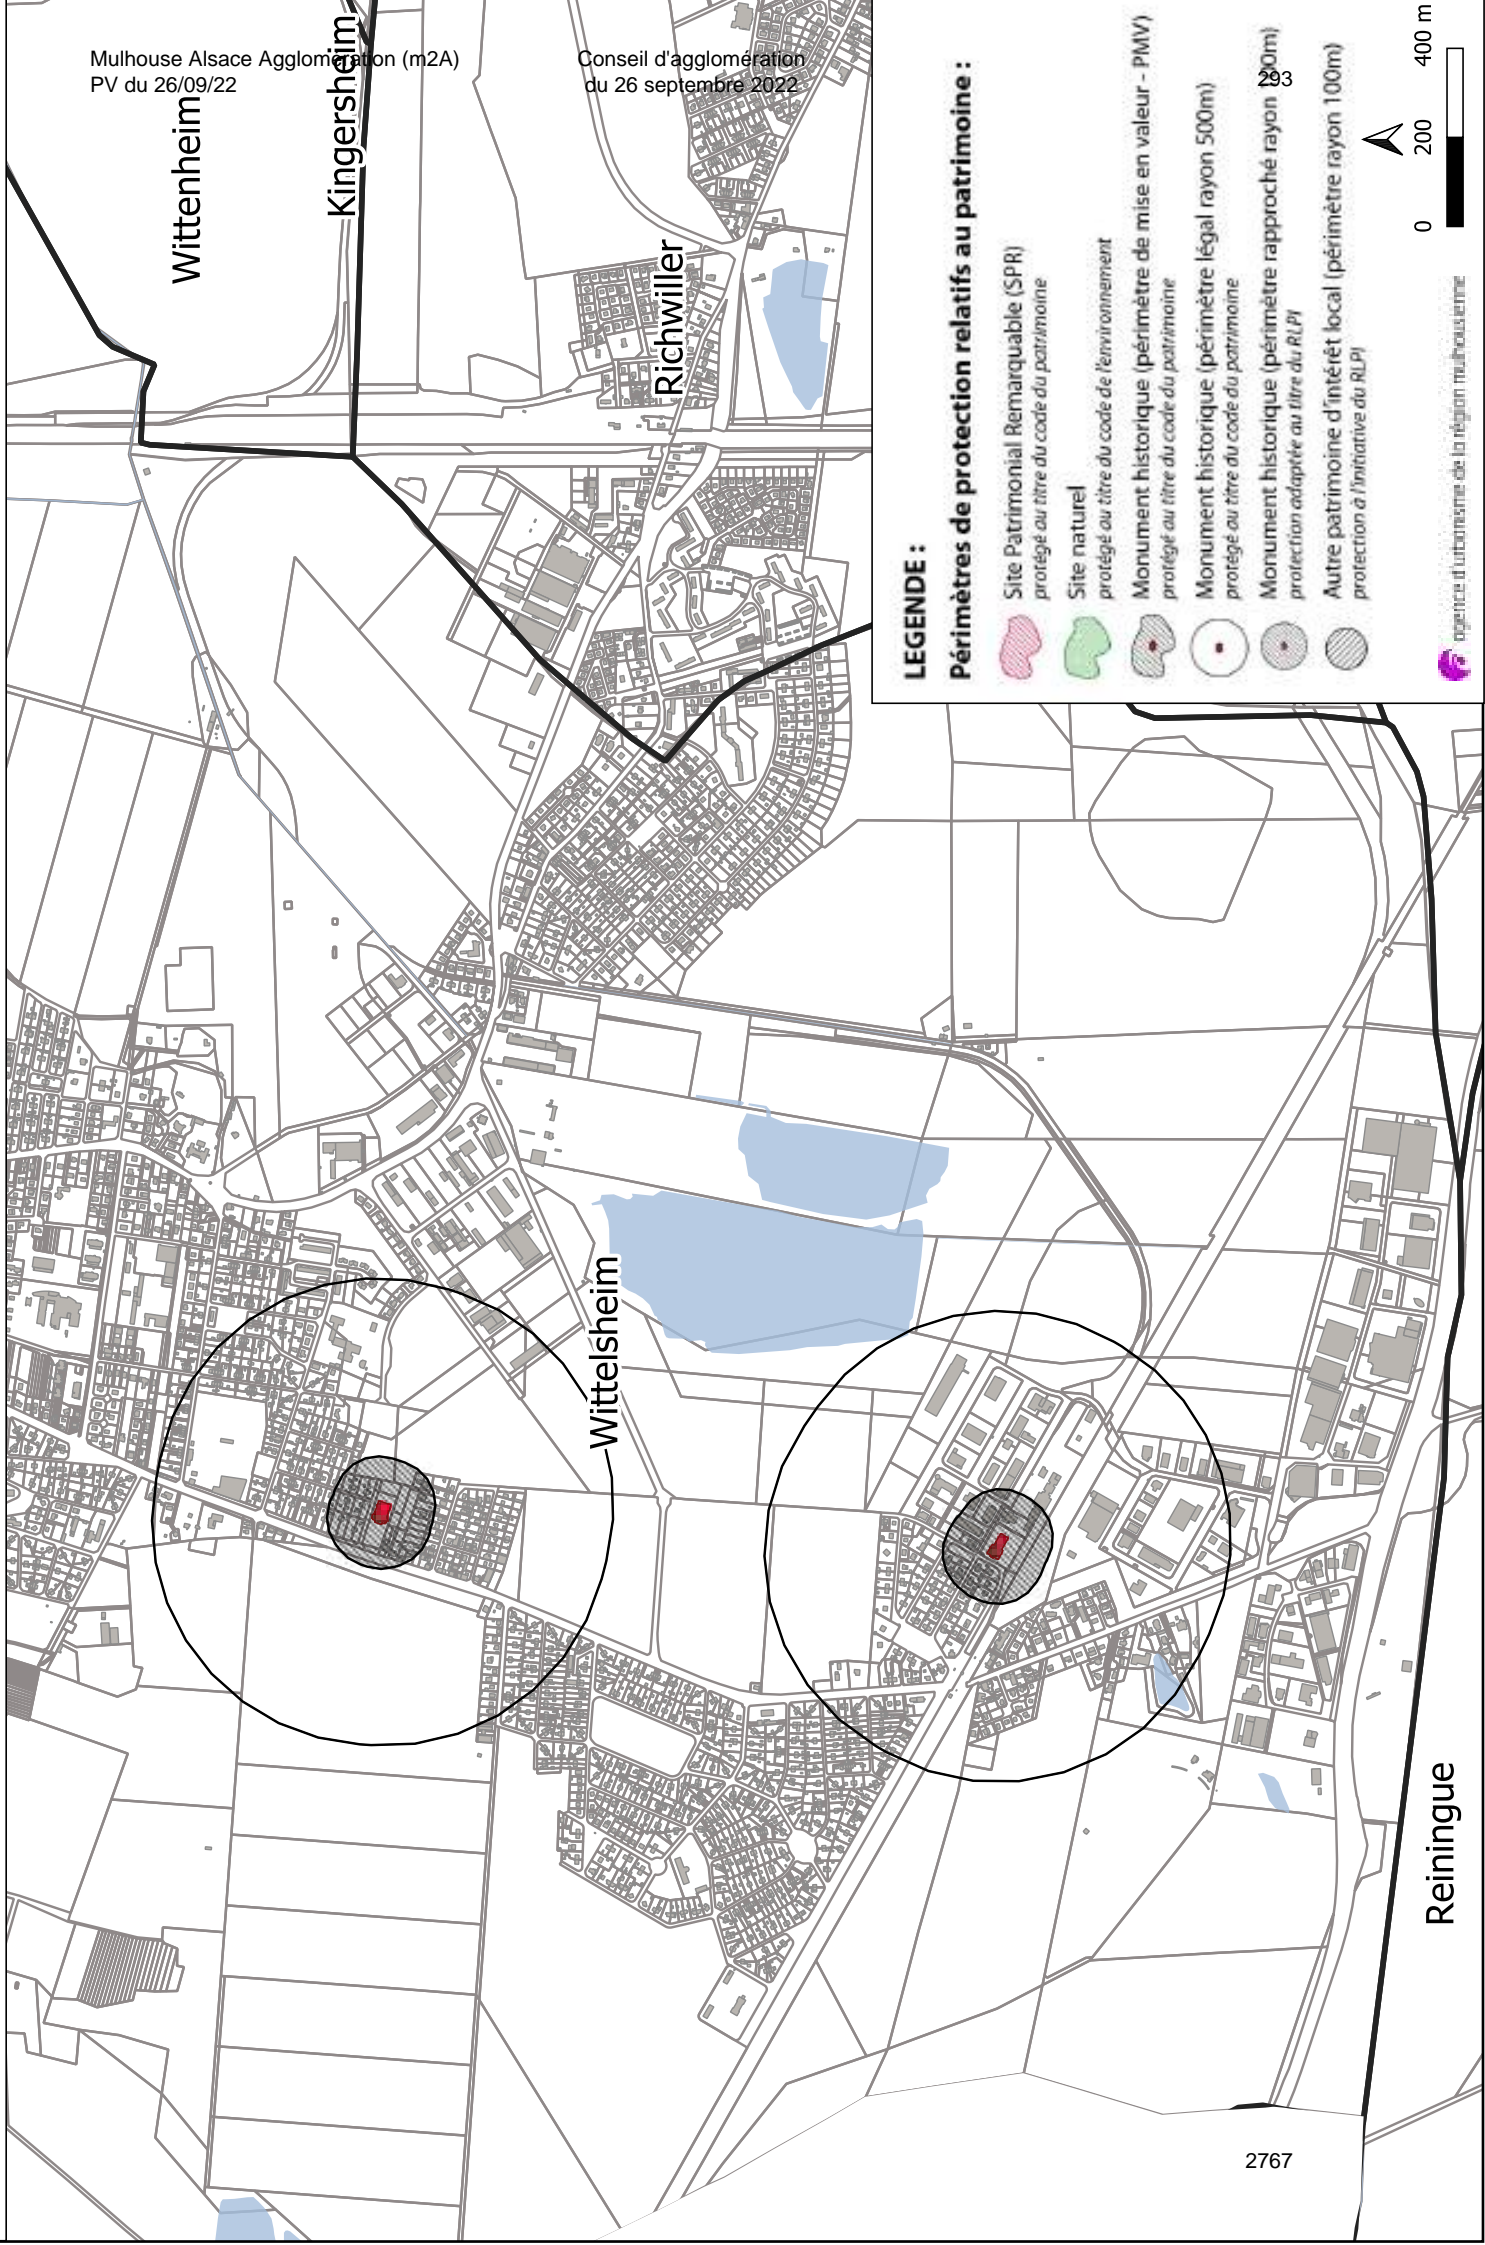 Mulhouse Alsace Agglomération (m2A)
PV du 26/09/22
Conseil d'agglomération
du 26 septembre 2022
293
Wittenheim
Kingersheim
Richwiller
Wittelsheim
Reiningue
LEGENDE :
Périmètres de protection relatifs au patrimoine :
Site Patrimonial Remarquable (SPR)
protégé au titre du code du patrimoine
Site naturel
protégé au titre du code de l'environnement
Monument historique (périmètre de mise en valeur - PMV)
protégé au titre du code du patrimoine
Monument historique (périmètre légal rayon 500m)
protégé au titre du code du patrimoine
Monument historique (périmètre rapproché rayon 100m)
protection adaptée au titre du RLPI
Autre patrimoine d'intérêt local (périmètre rayon 100m)
protection à l'initiative du RLPI
agence d'urbanisme de la région mulhousienne
0 200 400 m
2767